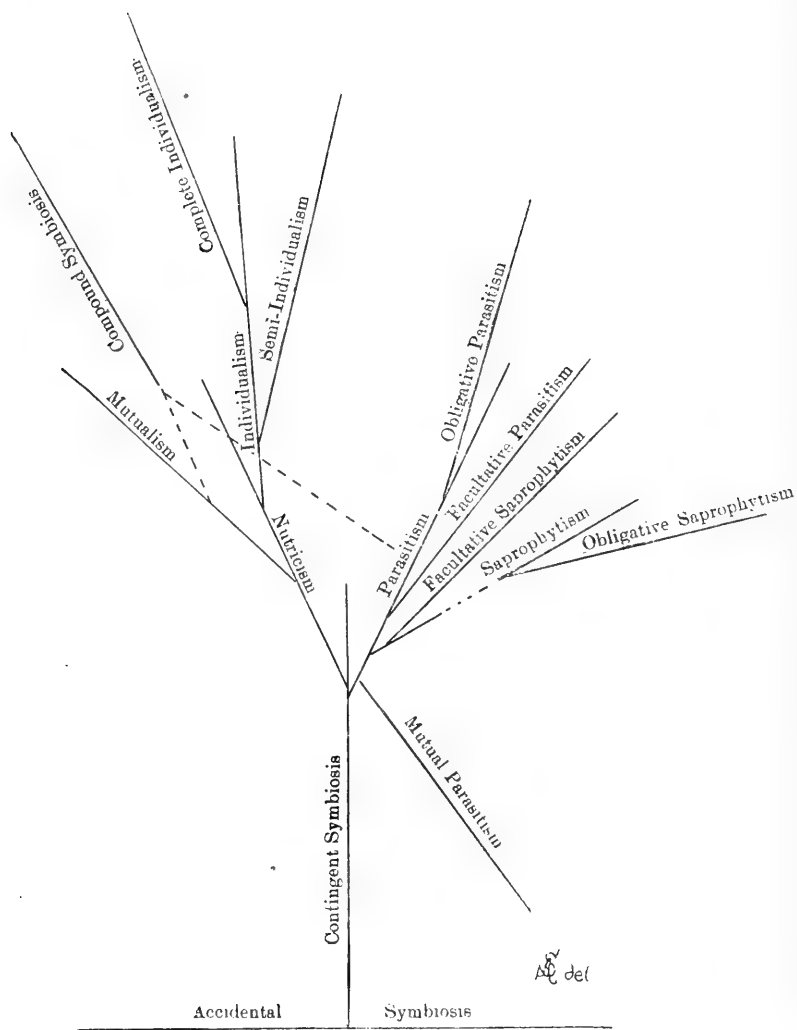 Complete Individualism
Compound Symbiosis
Semi-Individualism
Individualism
Mutualism
Nutricism
Obligative Parasitism
Parasitism
Facultative Parasitism
Facultative Saprophytism
Saprophytism
Obligative Saprophytism
Contingent Symbiosis
Mutual Parasitism
del
Accidental Symbiosis